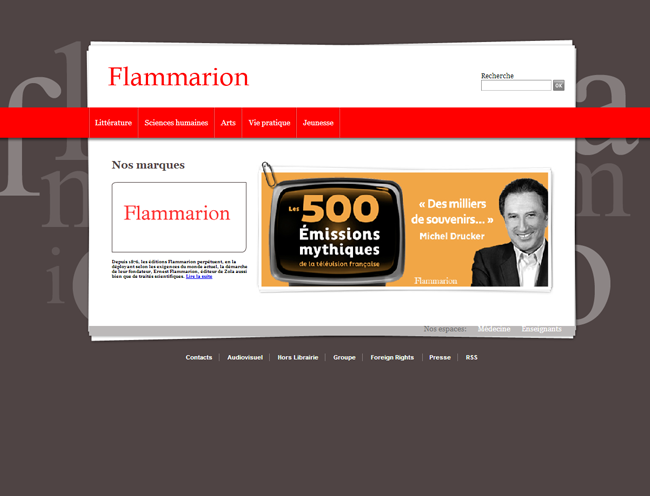 Flammarion
Recherche
OK
Littérature
Sciences humaines
Arts
Vie pratique
Jeunesse
Nos marques
Flammarion
Depuis 1876, les éditions Flammarion perpétuent, en la
déployant selon les exigences du monde actuel, la démarche
de leur fondateur, Ernest Flammarion, éditeur de Zola aussi
bien que de traités scientifiques. Lire la suite
Les 500
Émissions
mythiques
de la télévision française
« Des milliers
de souvenirs... »
Michel Drucker
Flammarion
Nos espaces: Médecine Enseignants
Contacts | Audiovisuel | Hors Librairie | Groupe | Foreign Rights | Presse | RSS